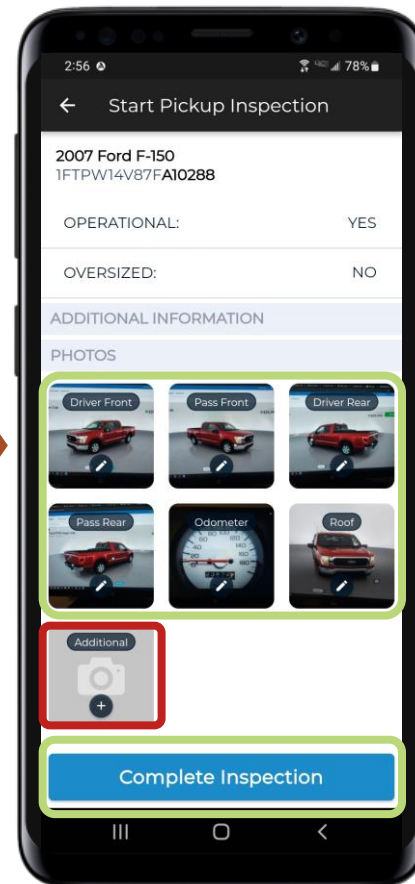 2:56 78%
Start Pickup Inspection
2007 Ford F-150
1FTPW14V87FA10288
OPERATIONAL: YES
OVERSIZED: NO
ADDITIONAL INFORMATION
PHOTOS
Driver Front Pass Front Driver Rear
Pass Rear Odometer Roof
Additional
Complete Inspection